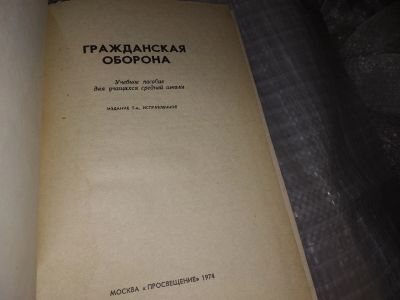 ГРАЖДАНСКАЯ
ОБОРОНА
Учебное пособие
для учащихся средней школы
ИЗДАНИЕ 7-е, ИСПРАВЛЕННОЕ
МОСКВА «ПРОСВЕЩЕНИЕ» 1974